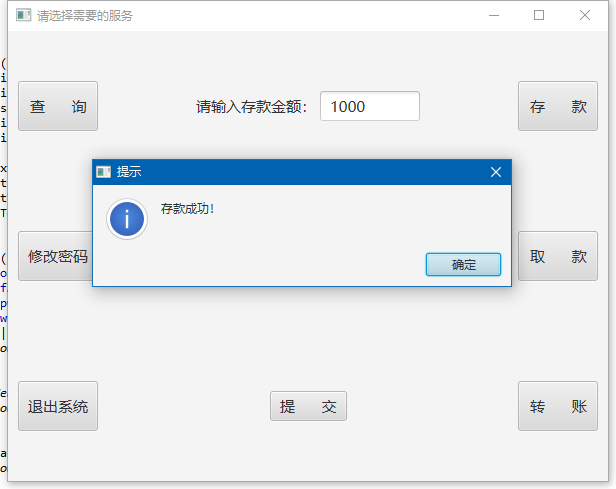 请选择需要的服务
查 询
请输入存款金额：
1000
存 款
提示
存款成功！
确定
修改密码
取 款
退出系统
提 交
转 账